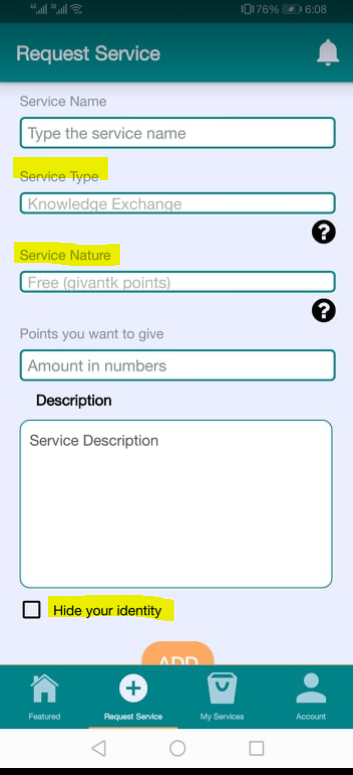 76% 6:08
Request Service
Service Name
Type the service name
Service Type
Knowledge Exchange
?
Service Nature
Free (givantk points)
?
Points you want to give
Amount in numbers
Description
Service Description
Hide your identity
ADD
Featured Request Service My Services Account